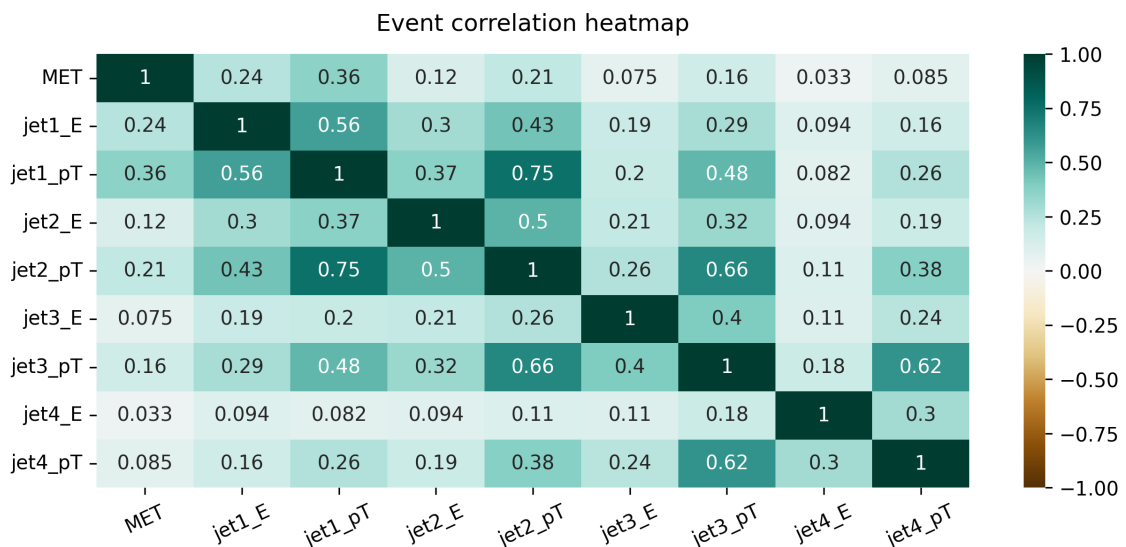 Event correlation heatmap
MET 1 0.24 0.36 0.12 0.21 0.075 0.16 0.033 0.085
jet1_E 0.24 1 0.56 0.3 0.43 0.19 0.29 0.094 0.16
jet1_pT 0.36 0.56 1 0.37 0.75 0.2 0.48 0.082 0.26
jet2_E 0.12 0.3 0.37 1 0.5 0.21 0.32 0.094 0.19
jet2_pT 0.21 0.43 0.75 0.5 1 0.26 0.66 0.11 0.38
jet3_E 0.075 0.19 0.2 0.21 0.26 1 0.4 0.11 0.24
jet3_pT 0.16 0.29 0.48 0.32 0.66 0.4 1 0.18 0.62
jet4_E 0.033 0.094 0.082 0.094 0.11 0.11 0.18 1 0.3
jet4_pT 0.085 0.16 0.26 0.19 0.38 0.24 0.62 0.3 1
MET jet1_E jet1_pT jet2_E jet2_pT jet3_E jet3_pT jet4_E jet4_pT
1.00
0.75
0.50
0.25
0.00
−0.25
−0.50
−0.75
−1.00